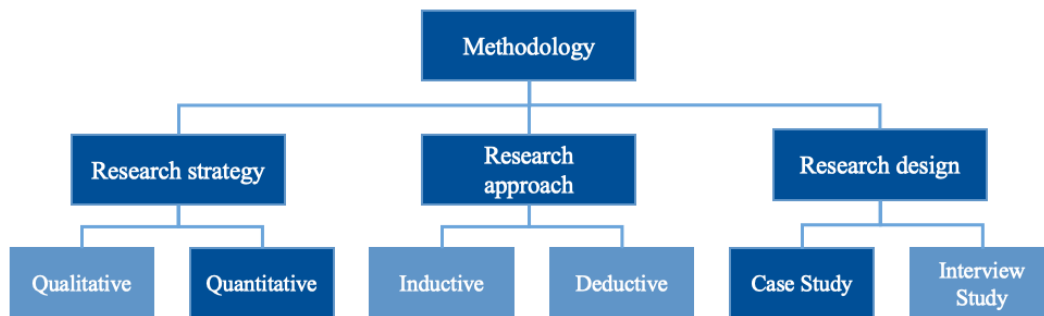 Methodology
Research strategy
Research
approach
Research design
Qualitative
Quantitative
Inductive
Deductive
Case Study
Interview
Study